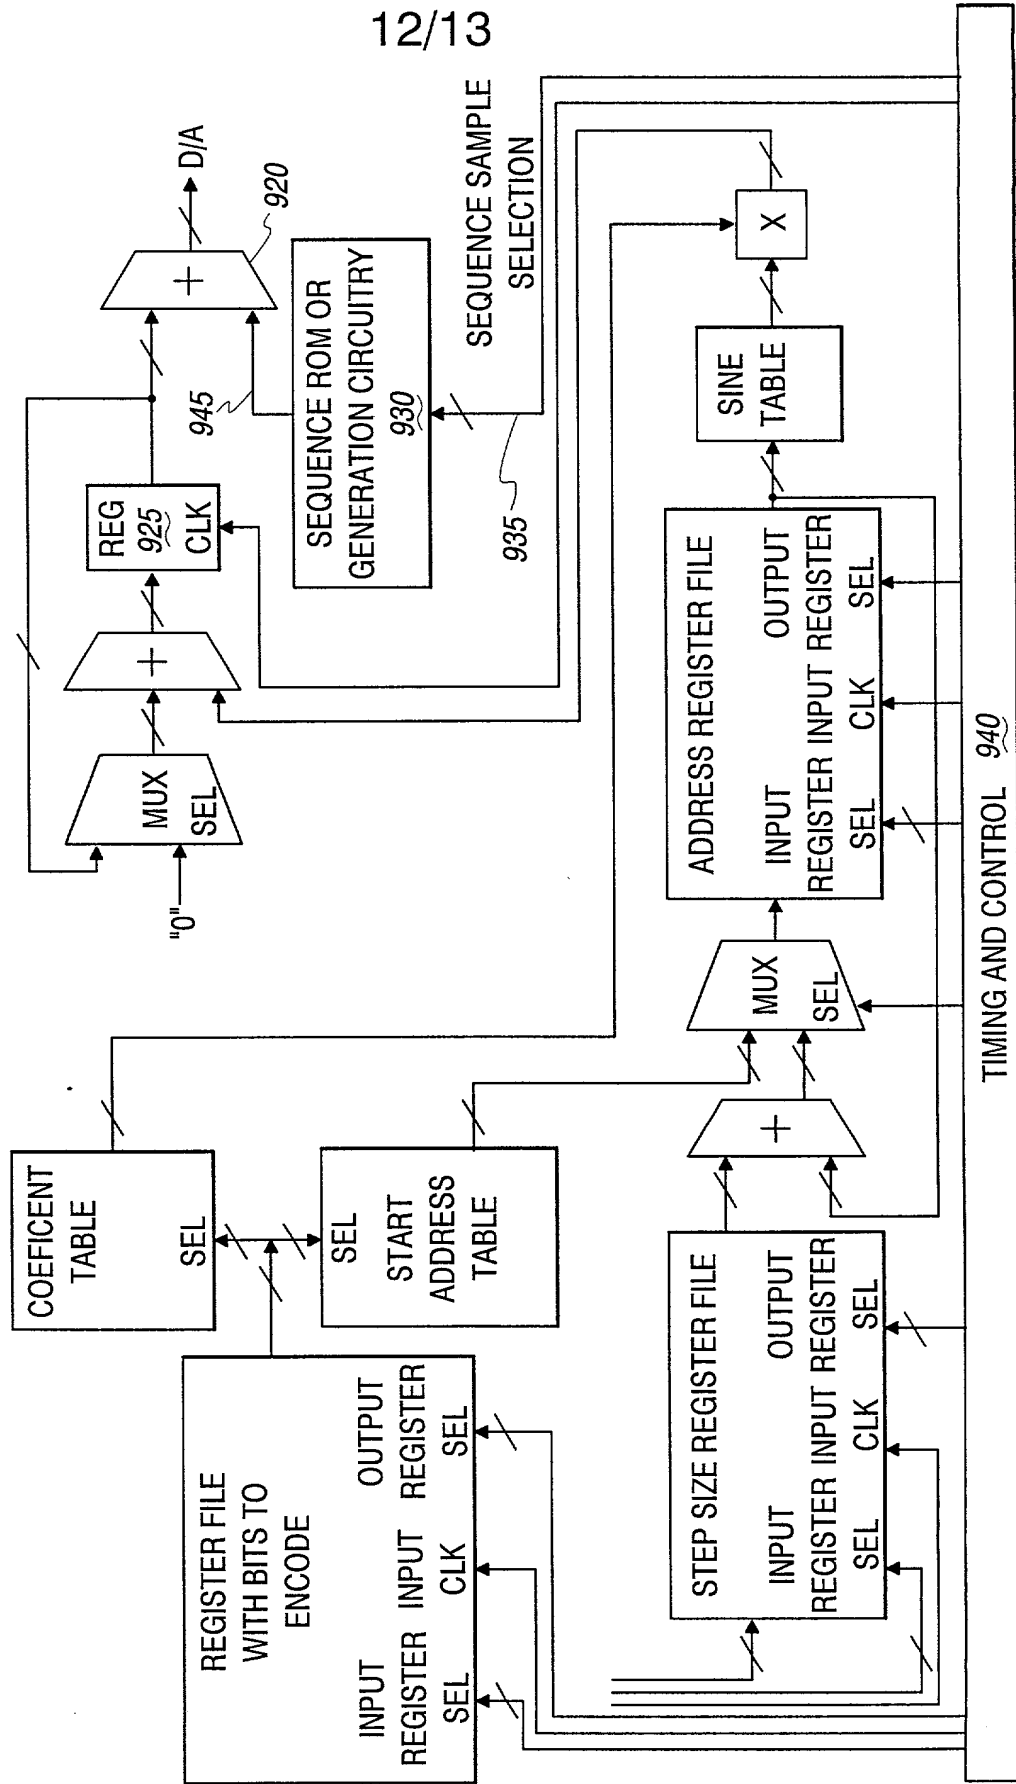 12/13
REGISTER FILE
WITH BITS TO
ENCODE
INPUT
REGISTER
SEL
INPUT
CLK
OUTPUT
REGISTER
SEL
COEFICENT
TABLE
SEL
SEL
START
ADDRESS
TABLE
"0"
MUX
SEL
+
REG
925
CLK
945
+
920
D/A
SEQUENCE ROM OR
GENERATION CIRCUITRY
930
935
SEQUENCE SAMPLE
SELECTION
STEP SIZE REGISTER FILE
INPUT
REGISTER
SEL
INPUT
CLK
OUTPUT
REGISTER
SEL
+
MUX
SEL
ADDRESS REGISTER FILE
INPUT
REGISTER
SEL
INPUT
CLK
OUTPUT
REGISTER
SEL
SINE
TABLE
X
TIMING AND CONTROL 940